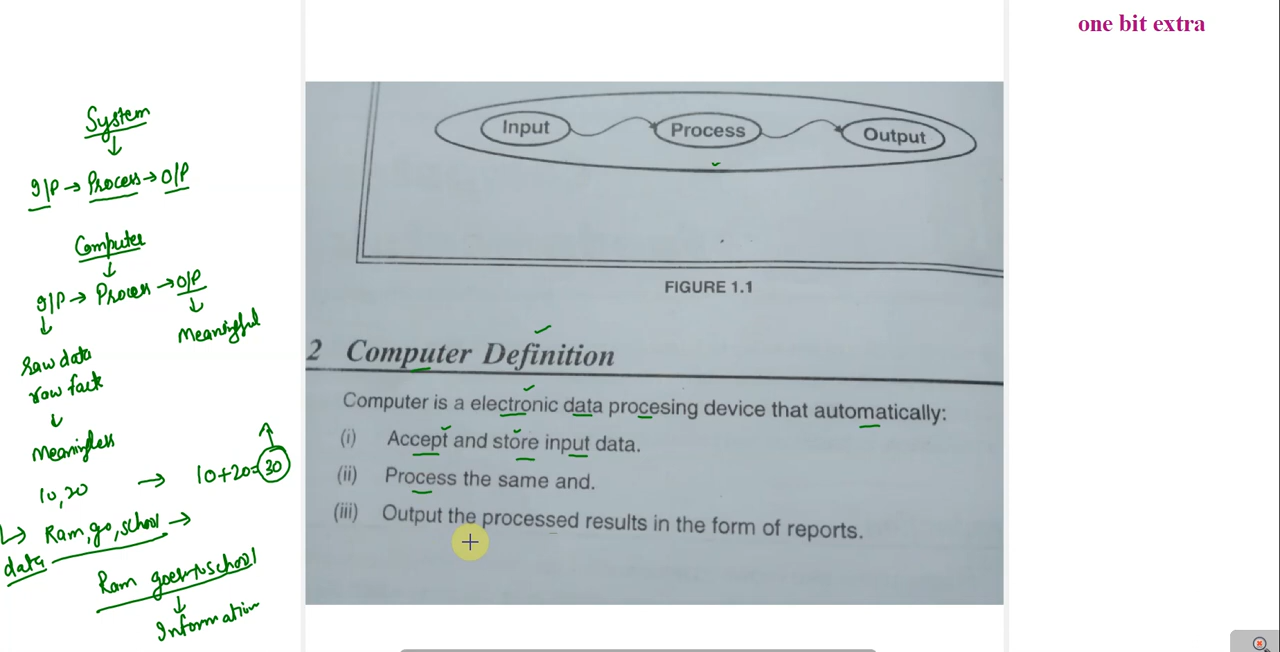 one bit extra
System
I/P → Process → O/P
Computer
I/P → Process → O/P
Meaningful
Raw data
row fact
Meaningless
10,20 → 10+20=30
Ram, go, school →
data
Ram goes to school
Information
Input
Process
Output
FIGURE 1.1
2 Computer Definition
Computer is a electronic data procesing device that automatically:
(i) Accept and store input data.
(ii) Process the same and.
(iii) Output the processed results in the form of reports.